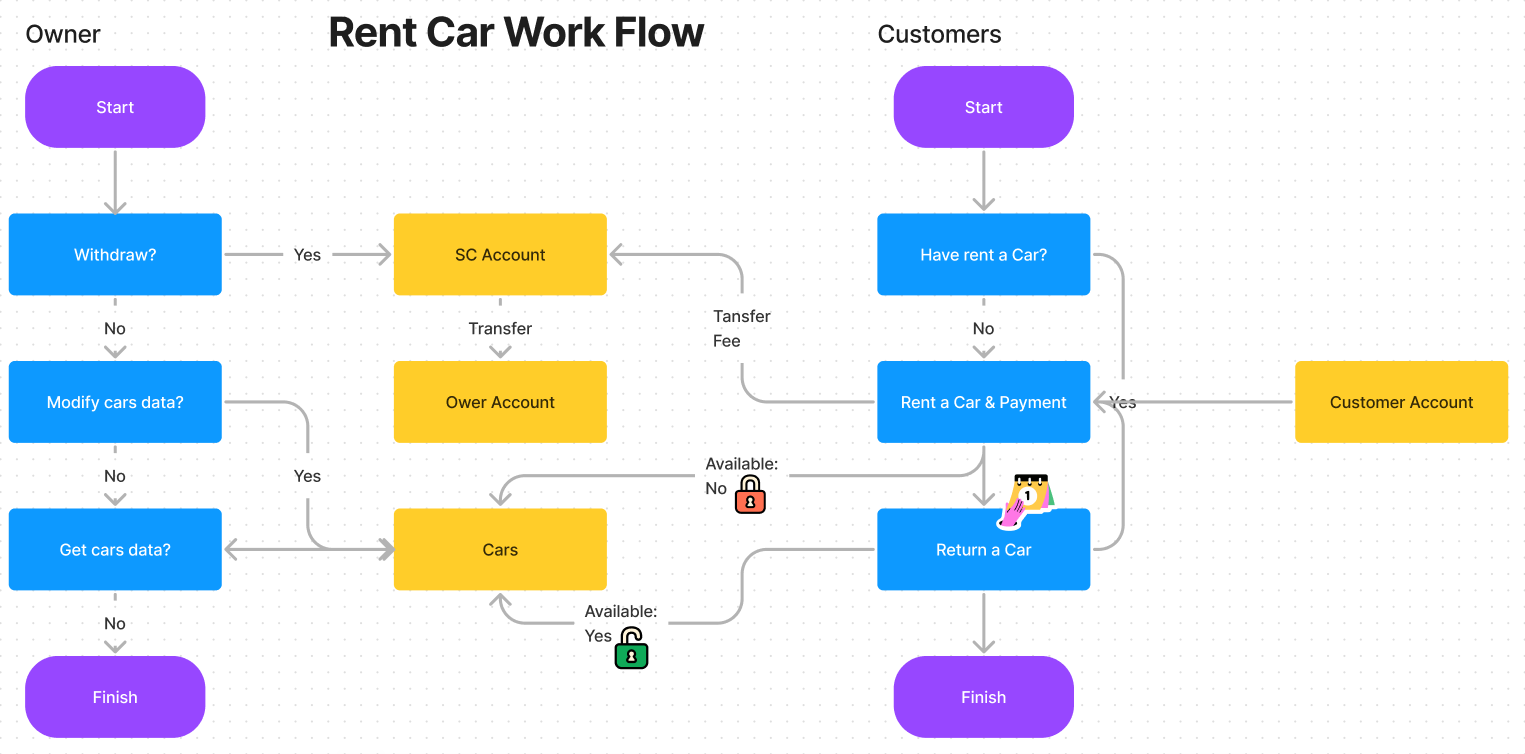 Rent Car Work Flow
Owner
Customers
Start
Start
Withdraw?
Yes
SC Account
Have rent a Car?
No
Transfer
Tansfer
Fee
No
Modify cars data?
Ower Account
Rent a Car & Payment
Yes
Customer Account
No
Yes
Available:
No
1
Get cars data?
Cars
Return a Car
No
Available:
Yes
Finish
Finish